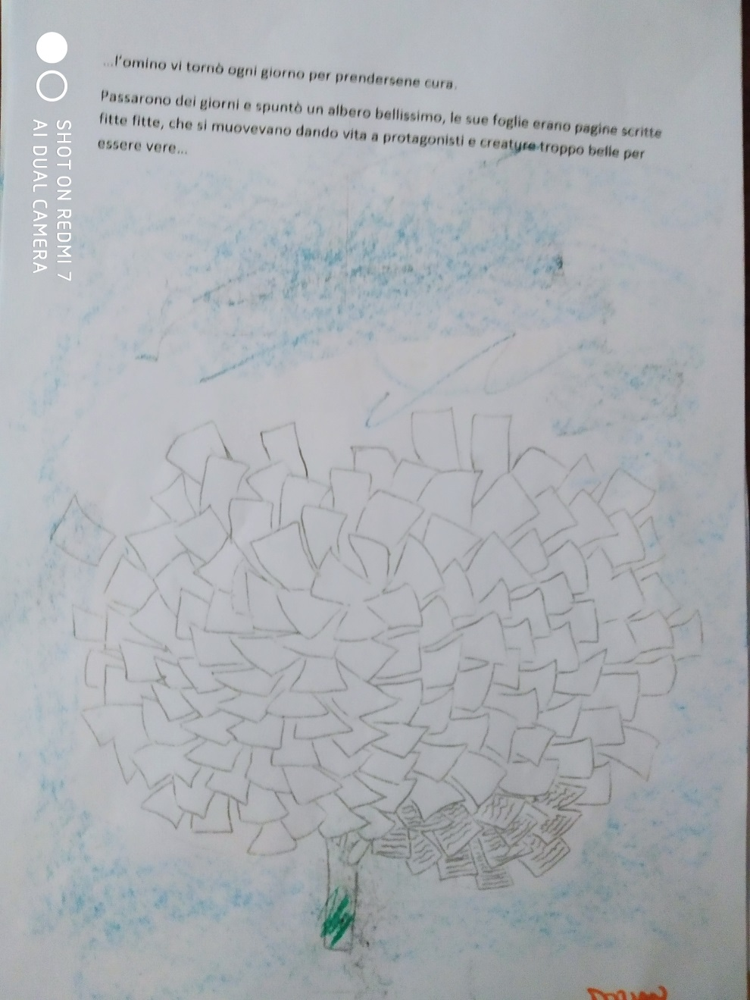 ...l'omino vi tornò ogni giorno per prendersene cura.
Passarono dei giorni e spuntò un albero bellissimo, le sue foglie erano pagine scritte
fitte fitte, che si muovevano dando vita a protagonisti e creature troppo belle per
essere vere...
SHOT ON REDMI 7
AI DUAL CAMERA